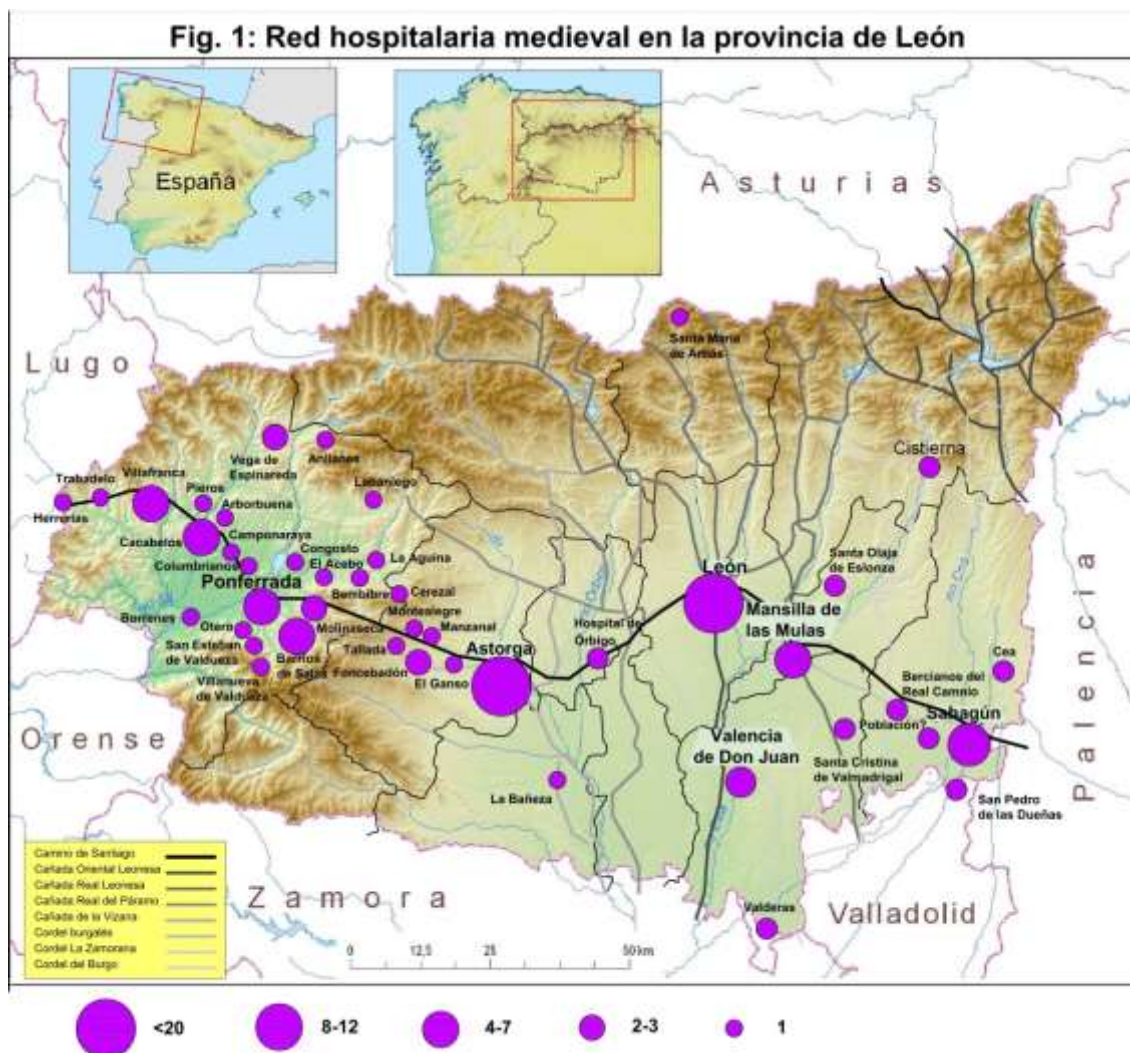 Fig. 1: Red hospitalaria medieval en la provincia de León
España
Asturias
Lugo
Santa María
de Arbás
Cistierna
Vega de
Espinareda
Anllares
Trabadelo
Villafranca
Herrerías
Pieros
Arborbuena
Labaniego
Cacabelos
Camponaraya
Columbrianos
Congosto
El Acebo
La Aguina
Ponferrada
Bembibre
Cerezal
León
Santa Olaja
de Eslonza
Palencia
Borrenes
Otero
Molinaseca
Montealegre
Manzanal
Hospital de
Órbigo
Mansilla de
las Mulas
San Esteban
de Valdueza
Barrios
de Salas
Tallada
Foncebadón
El Ganso
Astorga
Cea
Villanueva
de Valdueza
Bercianos del
Real Camnio
Población?
Sahagún
Orense
Valencia
de Don Juan
Santa Cristina
de Valmadrigal
La Bañeza
San Pedro
de las Dueñas
Zamora
Valderas
Valladolid
Camino de Santiago
Cañada Oriental Leonesa
Cañada Real Leonesa
Cañada Real del Páramo
Cañada de la Vizana
Cordel burgalés
Cordel La Zamorana
Cordel del Burgo
0 12,5 25 50 km
<20
8-12
4-7
2-3
1